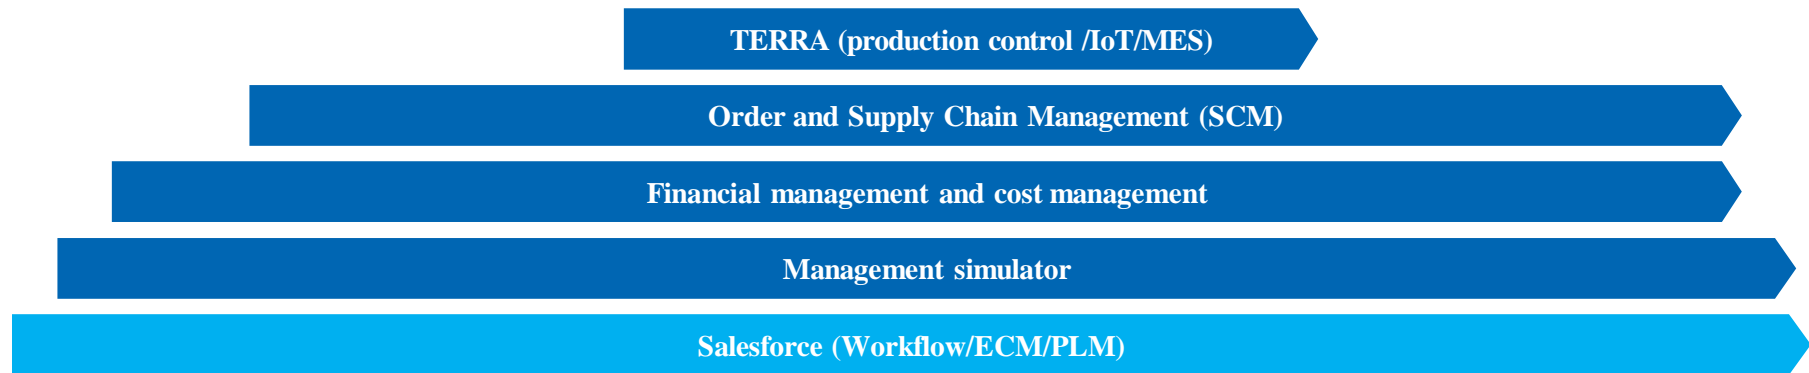 TERRA (production control /IoT/MES)
Order and Supply Chain Management (SCM)
Financial management and cost management
Management simulator
Salesforce (Workflow/ECM/PLM)